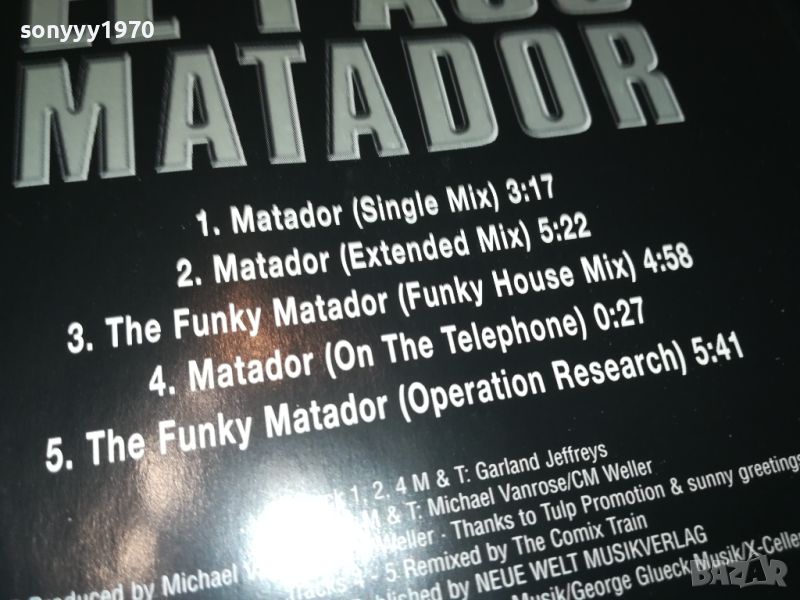 sonyyy1970
EL PASO
MATADOR
1. Matador (Single Mix) 3:17
2. Matador (Extended Mix) 5:22
3. The Funky Matador (Funky House Mix) 4:58
4. Matador (On The Telephone) 0:27
5. The Funky Matador (Operation Research) 5:41
1, 2. 4 M & T: Garland Jeffreys
M & T: Michael Vanrose/CM Weller
Produced by Michael Weller - Thanks to Tulp Promotion & sunny greetings
Tracks 4 - 5 Remixed by The Comix Train
Published by NEUE WELT MUSIKVERLAG
Musik/George Glueck Musik/X-Celler
BAZAR